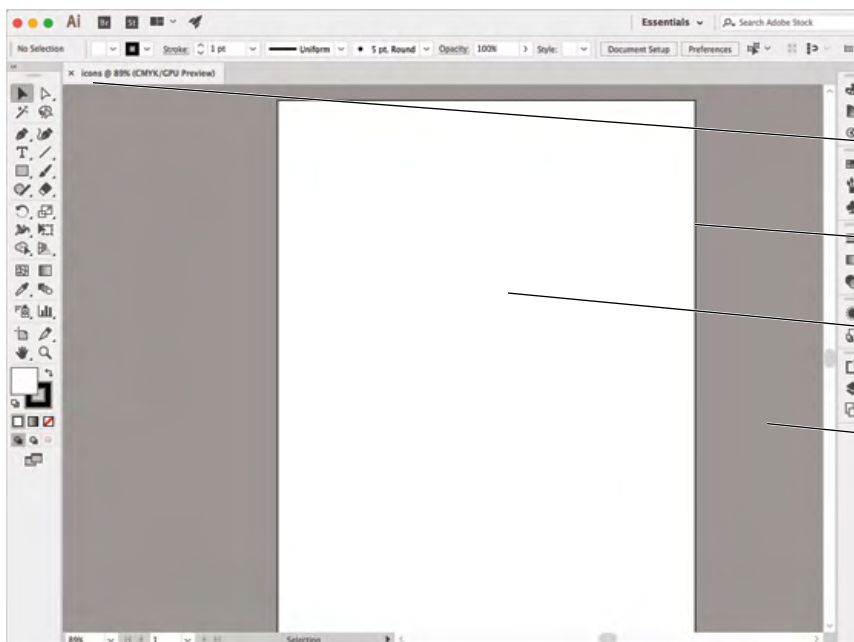 Ai Br St Essentials Search Adobe Stock
No Selection Stroke: 1 pt Uniform 5 pt. Round Opacity: 100% Style: Document Setup Preferences
× icons @ 89% (CMYK/GPU Preview)
T
89% 1 Selection